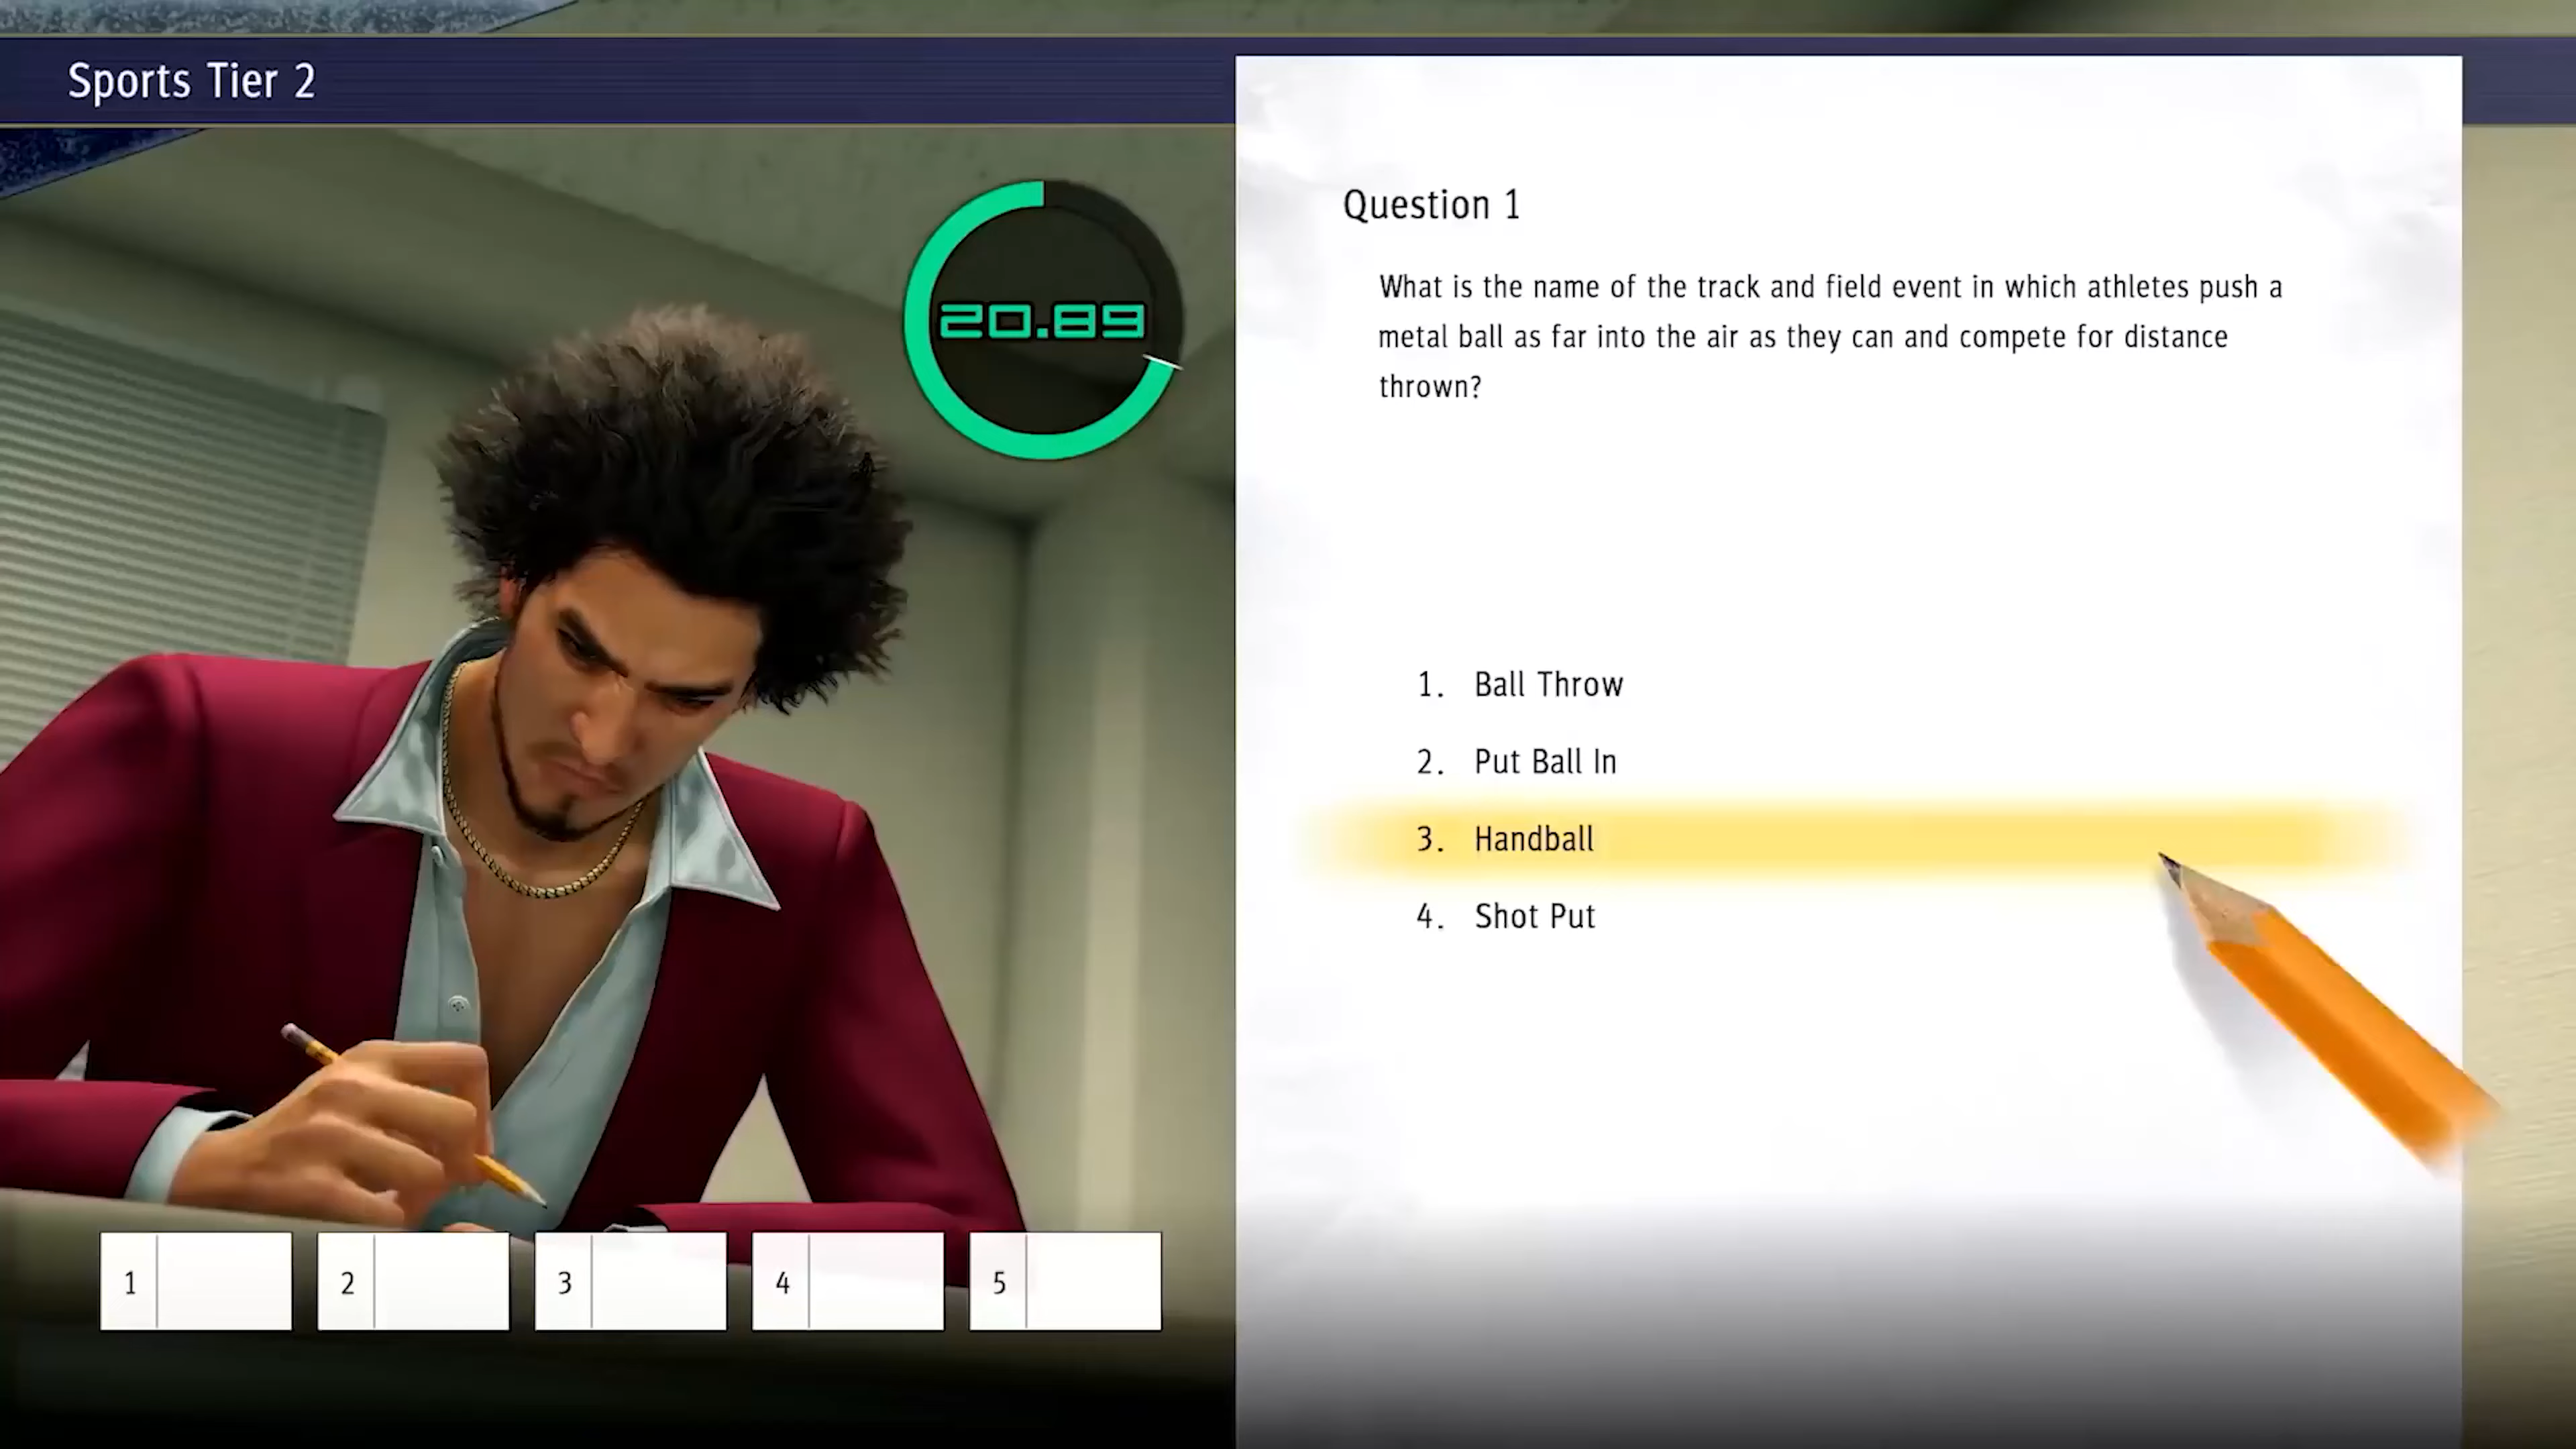 Sports Tier 2
20.89
Question 1
What is the name of the track and field event in which athletes push a
metal ball as far into the air as they can and compete for distance
thrown?
1. Ball Throw
2. Put Ball In
3. Handball
4. Shot Put
1
2
3
4
5